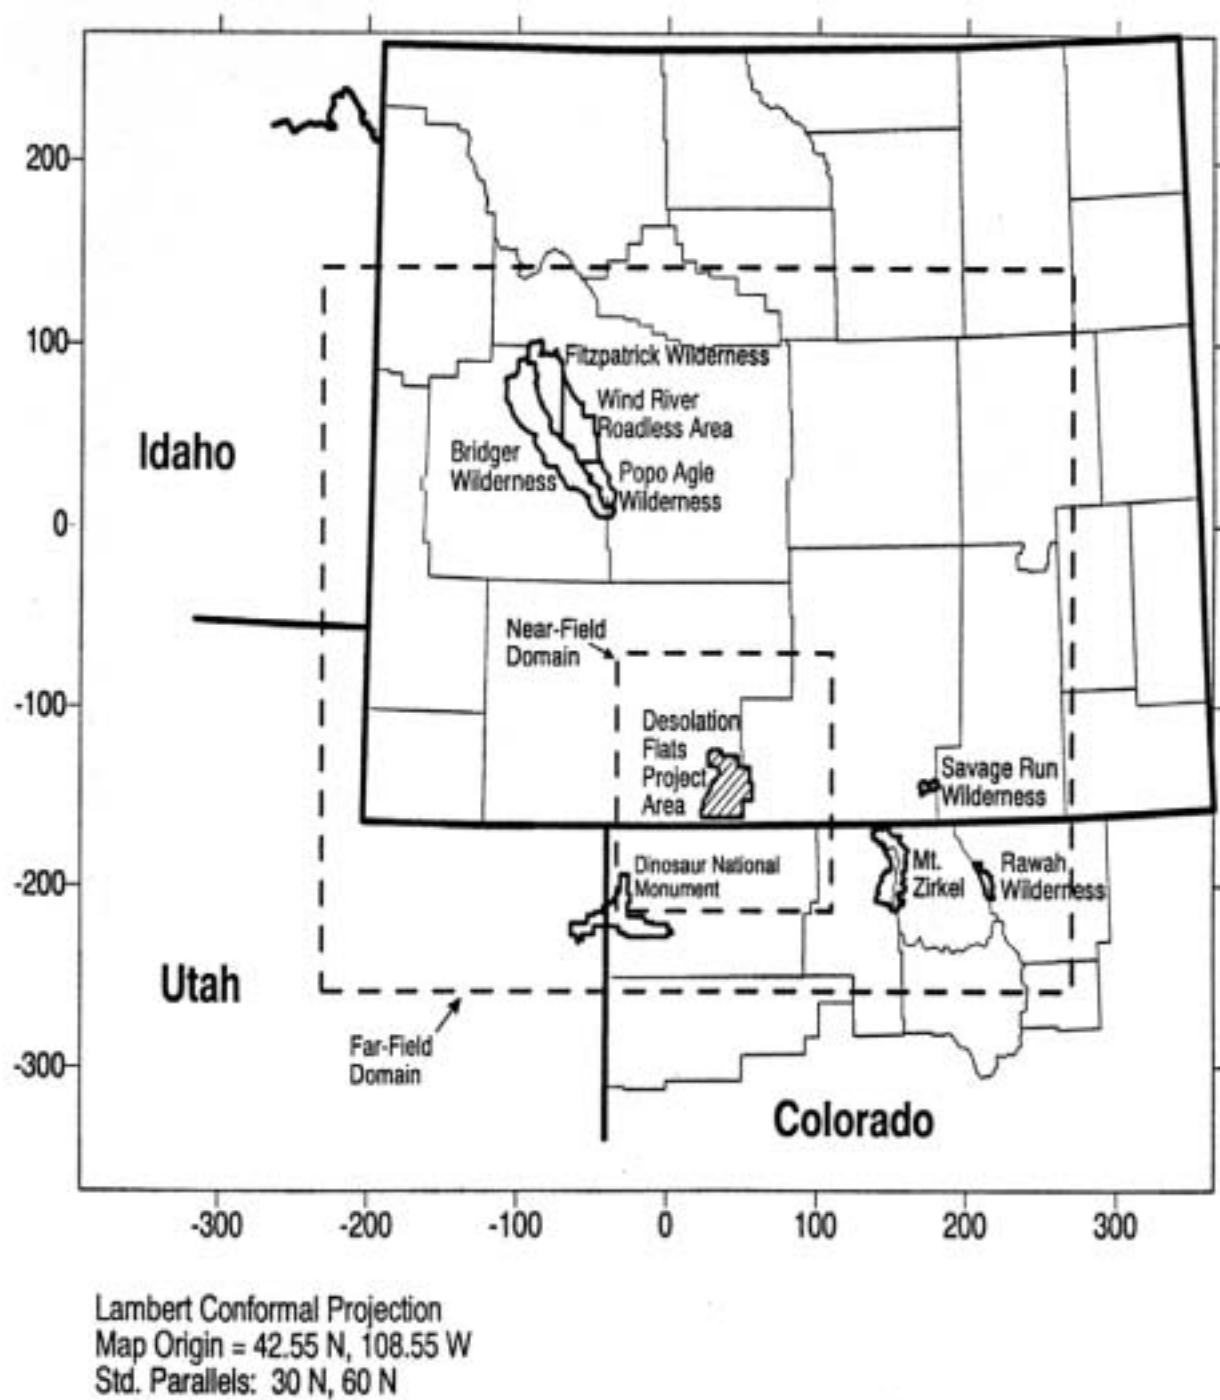 200
100
0
-100
-200
-300
Idaho
Fitzpatrick Wilderness
Wind River
Roadless Area
Bridger
Wilderness
Popo Agie
Wilderness
Near-Field
Domain
Desolation
Flats
Project
Area
Savage Run
Wilderness
Dinosaur National
Monument
Mt.
Zirkel
Rawah
Wilderness
Utah
Far-Field
Domain
Colorado
-300
-200
-100
0
100
200
300
Lambert Conformal Projection
Map Origin = 42.55 N, 108.55 W
Std. Parallels: 30 N, 60 N